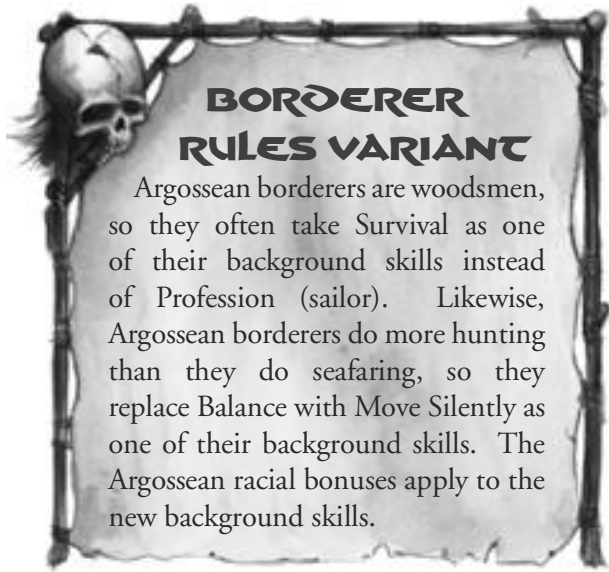 BORDERER
RULES VARIANT
Argossean borderers are woodsmen,
so they often take Survival as one
of their background skills instead
of Profession (sailor). Likewise,
Argossean borderers do more hunting
than they do seafaring, so they
replace Balance with Move Silently as
one of their background skills. The
Argossean racial bonuses apply to the
new background skills.